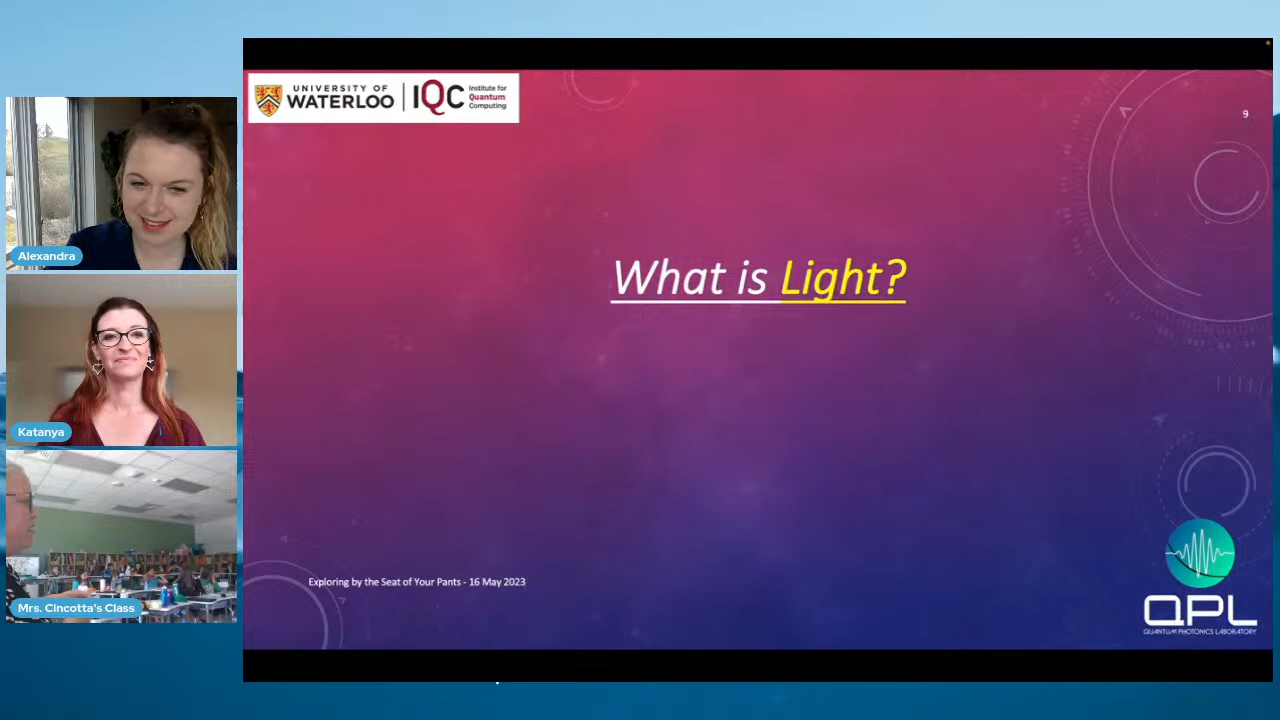 UNIVERSITY OF
WATERLOO
IQC
Institute for
Quantum
Computing
9
Alexandra
What is Light?
Katanya
Exploring by the Seat of Your Pants - 16 May 2023
Mrs. Cincotta's Class
QPL
QUANTUM PHOTONICS LABORATORY